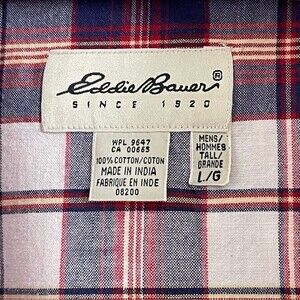 Eddie Bauer ®
SINCE 1920
WPL 9647
CA 00665
100% COTTON/COTON
MADE IN INDIA
FABRIQUE EN INDE
08200
MENS/
HOMMES
TALL/
GRANDE
L/G